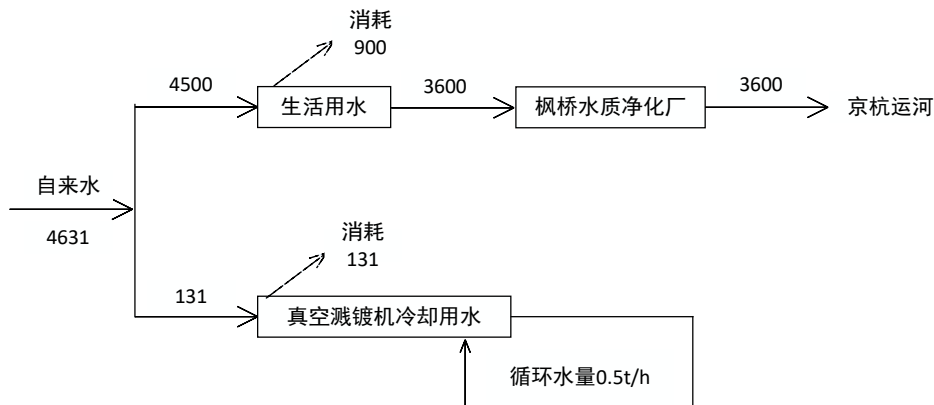 消耗
900
4500
生活用水
3600
枫桥水质净化厂
3600
京杭运河
自来水
4631
消耗
131
131
真空溅镀机冷却用水
循环水量0.5t/h